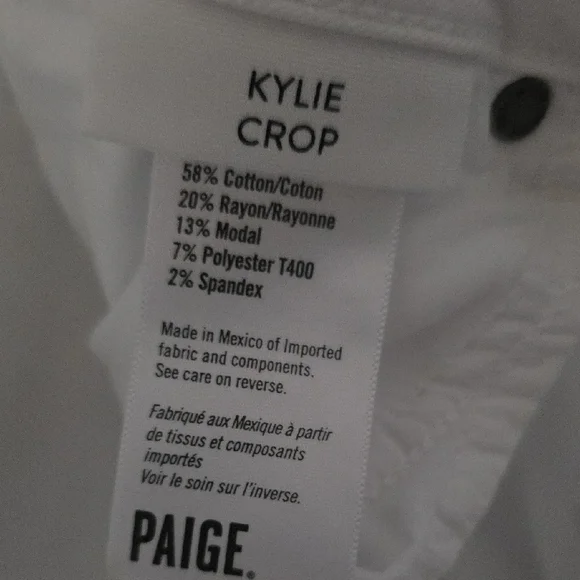 KYLIE
CROP
58% Cotton/Coton
20% Rayon/Rayonne
13% Modal
7% Polyester T400
2% Spandex
Made in Mexico of Imported
fabric and components.
See care on reverse.
Fabriqué aux Mexique à partir
de tissus et composants
importés
Voir le soin sur l'inverse.
PAIGE.